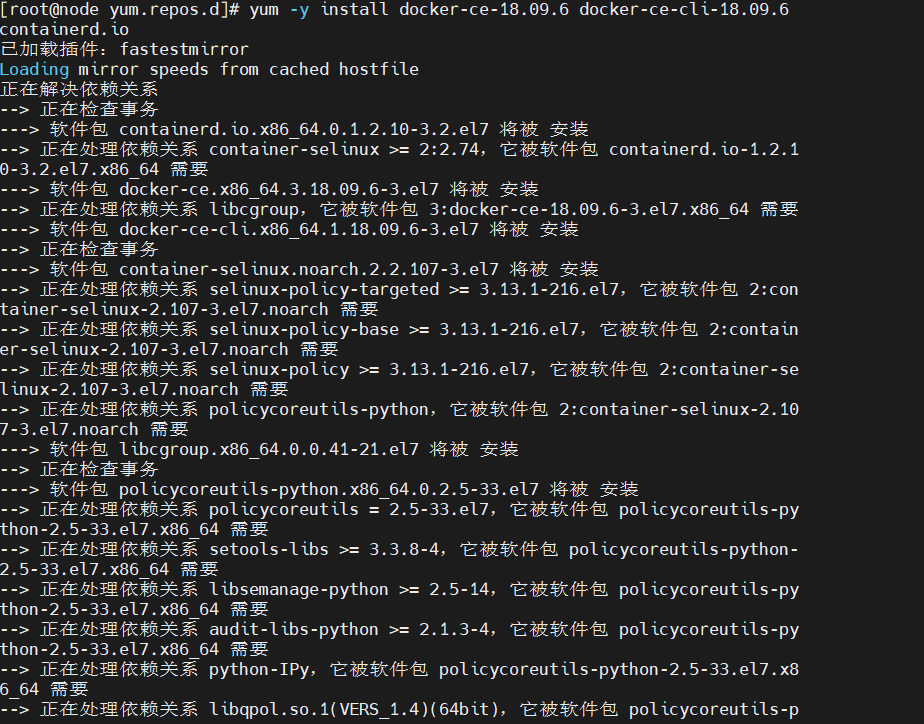 [root@node yum.repos.d]# yum -y install docker-ce-18.09.6 docker-ce-cli-18.09.6
containerd.io
已加载插件：fastestmirror
Loading mirror speeds from cached hostfile
正在解决依赖关系
--> 正在检查事务
---> 软件包 containerd.io.x86_64.0.1.2.10-3.2.el7 将被 安装
--> 正在处理依赖关系 container-selinux >= 2:2.74，它被软件包 containerd.io-1.2.1
0-3.2.el7.x86_64 需要
---> 软件包 docker-ce.x86_64.3.18.09.6-3.el7 将被 安装
--> 正在处理依赖关系 libcgroup，它被软件包 3:docker-ce-18.09.6-3.el7.x86_64 需要
---> 软件包 docker-ce-cli.x86_64.1.18.09.6-3.el7 将被 安装
--> 正在检查事务
---> 软件包 container-selinux.noarch.2.2.107-3.el7 将被 安装
--> 正在处理依赖关系 selinux-policy-targeted >= 3.13.1-216.el7，它被软件包 2:con
tainer-selinux-2.107-3.el7.noarch 需要
--> 正在处理依赖关系 selinux-policy-base >= 3.13.1-216.el7，它被软件包 2:contain
er-selinux-2.107-3.el7.noarch 需要
--> 正在处理依赖关系 selinux-policy >= 3.13.1-216.el7，它被软件包 2:container-se
linux-2.107-3.el7.noarch 需要
--> 正在处理依赖关系 policycoreutils-python，它被软件包 2:container-selinux-2.10
7-3.el7.noarch 需要
---> 软件包 libcgroup.x86_64.0.0.41-21.el7 将被 安装
--> 正在检查事务
---> 软件包 policycoreutils-python.x86_64.0.2.5-33.el7 将被 安装
--> 正在处理依赖关系 policycoreutils = 2.5-33.el7，它被软件包 policycoreutils-py
thon-2.5-33.el7.x86_64 需要
--> 正在处理依赖关系 setools-libs >= 3.3.8-4，它被软件包 policycoreutils-python-
2.5-33.el7.x86_64 需要
--> 正在处理依赖关系 libsemanage-python >= 2.5-14，它被软件包 policycoreutils-py
thon-2.5-33.el7.x86_64 需要
--> 正在处理依赖关系 audit-libs-python >= 2.1.3-4，它被软件包 policycoreutils-py
thon-2.5-33.el7.x86_64 需要
--> 正在处理依赖关系 python-IPy，它被软件包 policycoreutils-python-2.5-33.el7.x8
6_64 需要
--> 正在处理依赖关系 libqpol.so.1(VERS_1.4)(64bit)，它被软件包 policycoreutils-p